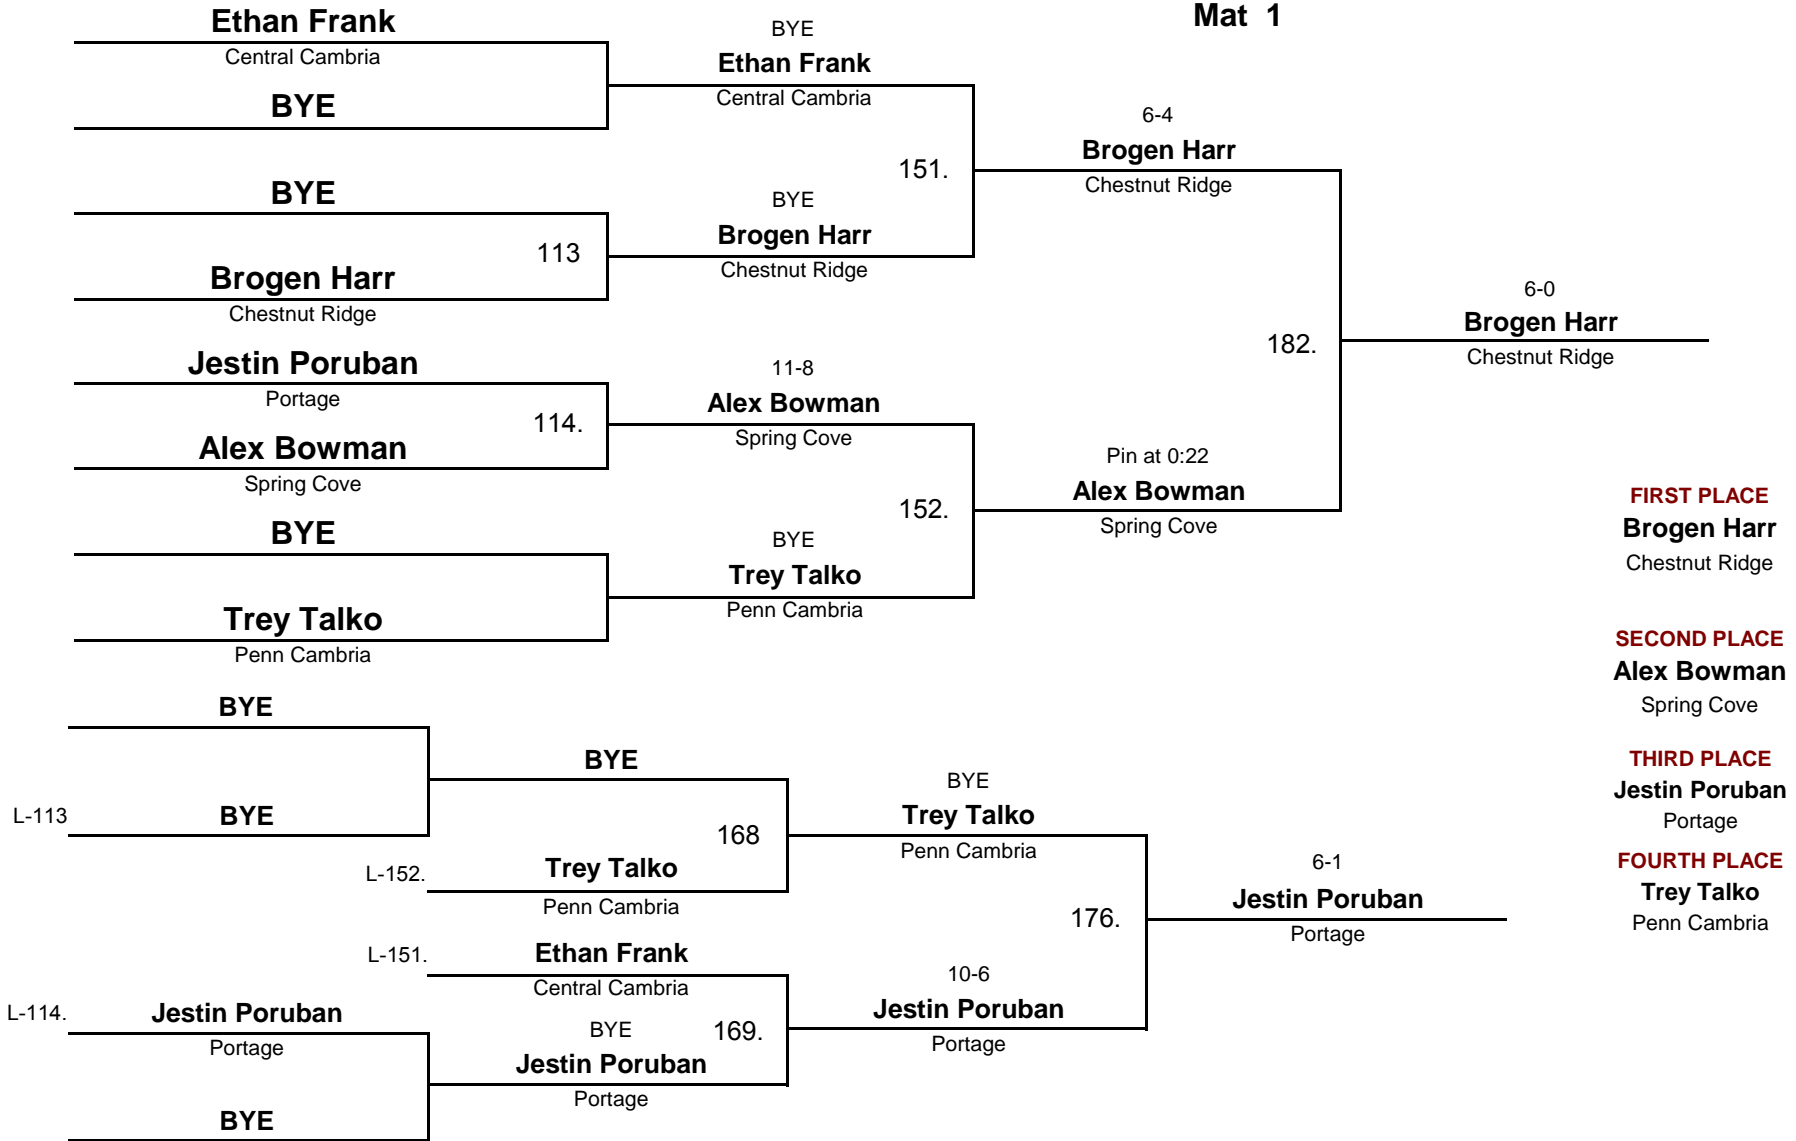 Mat 1
Ethan Frank
Central Cambria
BYE
BYE
113
Brogen Harr
Chestnut Ridge
Jestin Poruban
Portage
114.
Alex Bowman
Spring Cove
BYE
Trey Talko
Penn Cambria
BYE
Ethan Frank
Central Cambria
151.
BYE
Brogen Harr
Chestnut Ridge
11-8
Alex Bowman
Spring Cove
152.
BYE
Trey Talko
Penn Cambria
6-4
Brogen Harr
Chestnut Ridge
182.
Pin at 0:22
Alex Bowman
Spring Cove
6-0
Brogen Harr
Chestnut Ridge
FIRST PLACE
Brogen Harr
Chestnut Ridge
SECOND PLACE
Alex Bowman
Spring Cove
THIRD PLACE
Jestin Poruban
Portage
FOURTH PLACE
Trey Talko
Penn Cambria
BYE
L-113
BYE
BYE
168
L-152.
Trey Talko
Penn Cambria
L-151.
Ethan Frank
Central Cambria
L-114.
Jestin Poruban
Portage
BYE
BYE
169.
Jestin Poruban
Portage
BYE
Trey Talko
Penn Cambria
176.
10-6
Jestin Poruban
Portage
6-1
Jestin Poruban
Portage